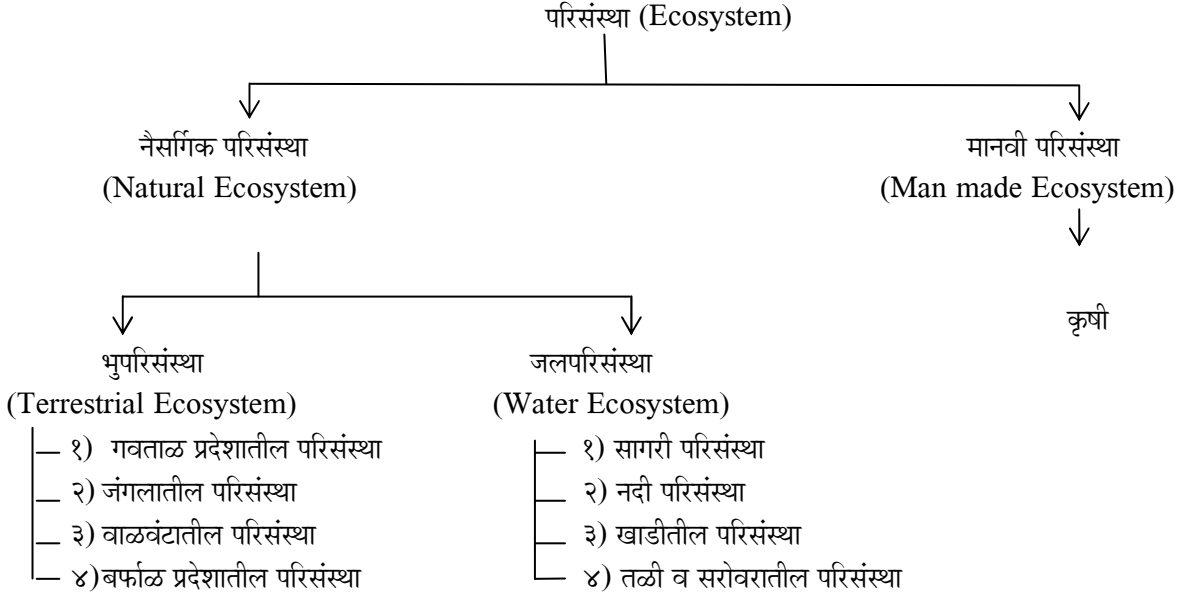 परिसंस्था (Ecosystem)
नैसर्गिक परिसंस्था
(Natural Ecosystem)
मानवी परिसंस्था
(Man made Ecosystem)
कृषी
भुपरिसंस्था
(Terrestrial Ecosystem)
१) गवताळ प्रदेशातील परिसंस्था
२) जंगलातील परिसंस्था
३) वाळवंटातील परिसंस्था
४)बर्फाळ प्रदेशातील परिसंस्था
जलपरिसंस्था
(Water Ecosystem)
१) सागरी परिसंस्था
२) नदी परिसंस्था
३) खाडीतील परिसंस्था
४) तळी व सरोवरातील परिसंस्था